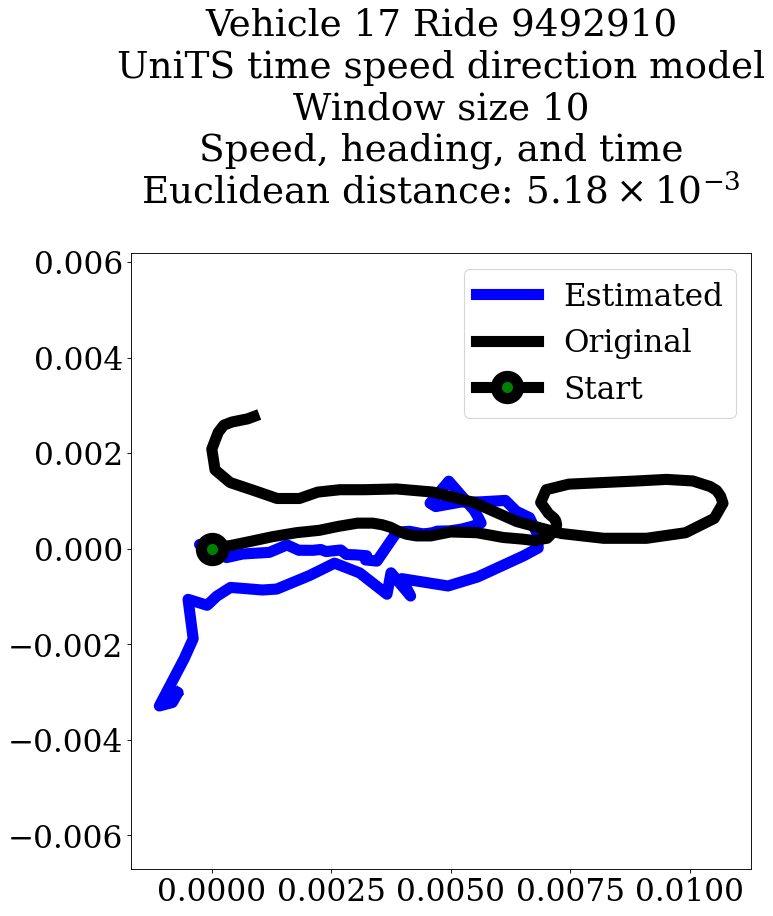 Vehicle 17 Ride 9492910
UniTS time speed direction model
Window size 10
Speed, heading, and time
Euclidean distance: 5.18 × 10⁻³
0.006
0.004
0.002
0.000
−0.002
−0.004
−0.006
Estimated
Original
Start
0.0000 0.0025 0.0050 0.0075 0.0100